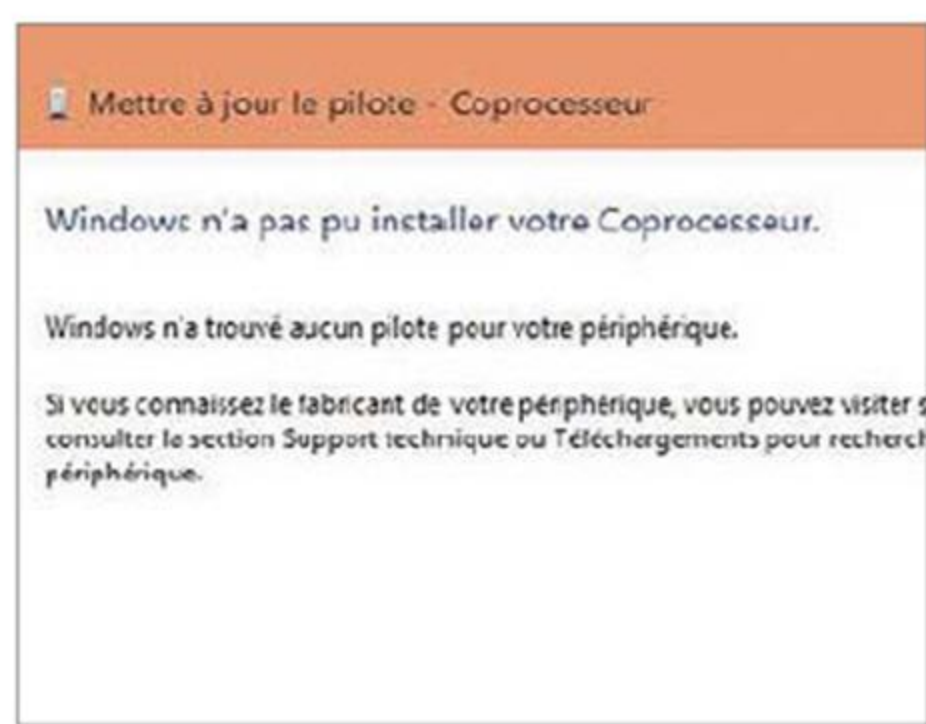 Mettre à jour le pilote - Coprocesseur
Windows n'a pas pu installer votre Coprocesseur.
Windows n'a trouvé aucun pilote pour votre périphérique.
Si vous connaissez le fabricant de votre périphérique, vous pouvez visiter s
consulter la section Support technique ou Téléchargements pour recherch
périphérique.